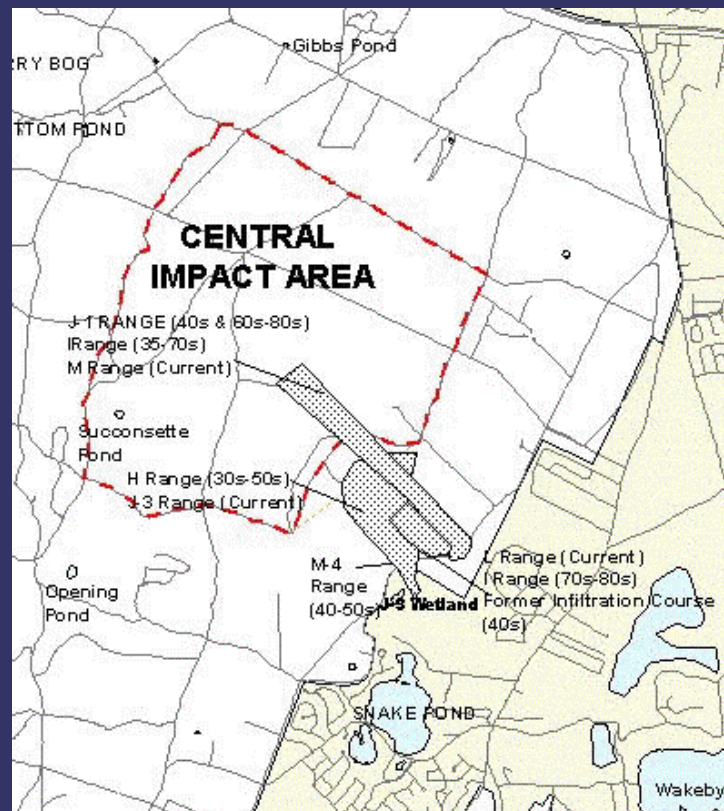 Gibbs Pond
RRY BOG
TTOM POND
CENTRAL
IMPACT AREA
J-1 RANGE (40s & 60s-80s)
IRange (35-70s)
M Range (Current)
Succonsette
Pond
H Range (30s-50s)
J-3 Range (Current)
Opening
Pond
M-4
Range
(40-50s)
J-3 Wetland
L Range (Current)
I Range (70s-80s)
Former Infiltration Course
(40s)
SNAKE POND
Wakeby